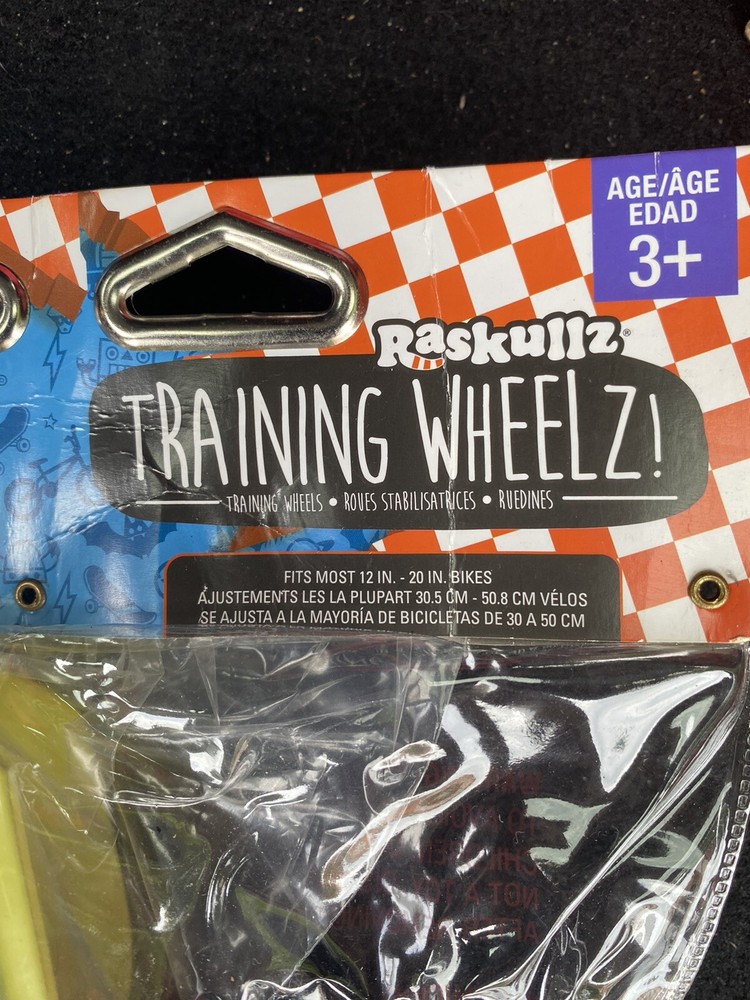 AGE/ÂGE
EDAD
3+
Raskullz®
TRAINING WHEELZ!
TRAINING WHEELS • ROUES STABILISATRICES • RUEDINES
FITS MOST 12 IN. - 20 IN. BIKES
AJUSTEMENTS LES LA PLUPART 30.5 CM - 50.8 CM VÉLOS
SE AJUSTA A LA MAYORÍA DE BICICLETAS DE 30 A 50 CM
NOT A TOY